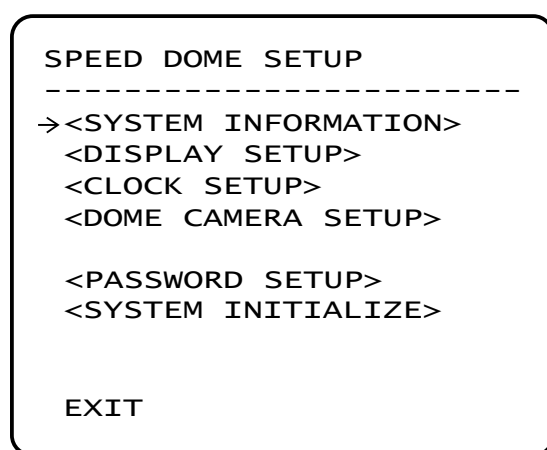 SPEED DOME SETUP
------------------------
→<SYSTEM INFORMATION>
<DISPLAY SETUP>
<CLOCK SETUP>
<DOME CAMERA SETUP>
<PASSWORD SETUP>
<SYSTEM INITIALIZE>
EXIT